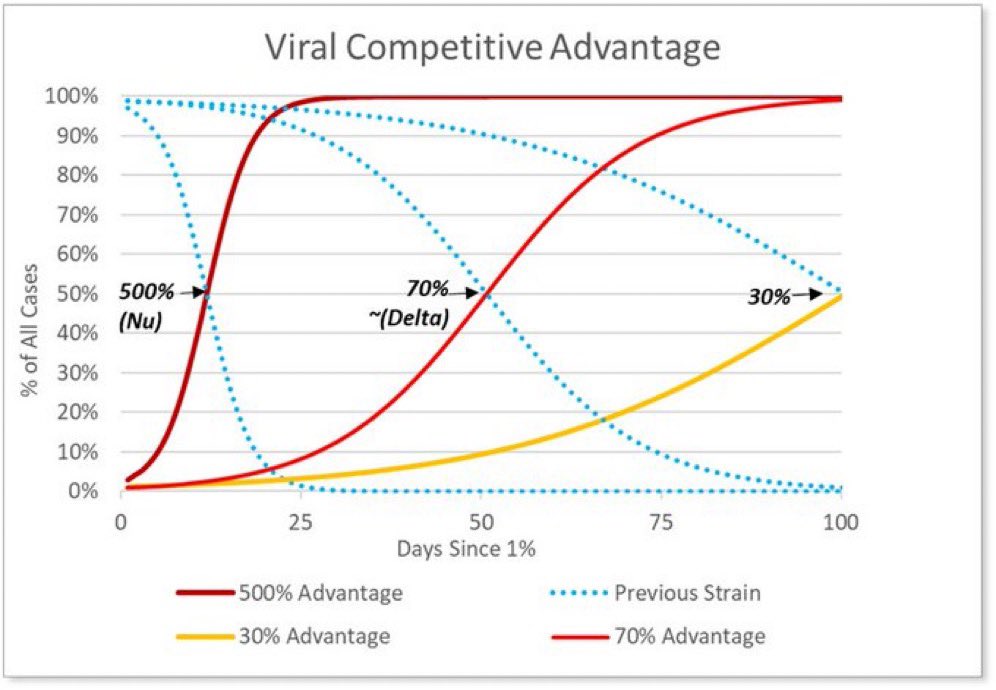 Viral Competitive Advantage
100%
90%
80%
70%
60%
50%
40%
30%
20%
10%
0%
% of All Cases
500%
(Nu)
70%
~(Delta)
30%
0 25 50 75 100
Days Since 1%
500% Advantage Previous Strain
30% Advantage 70% Advantage